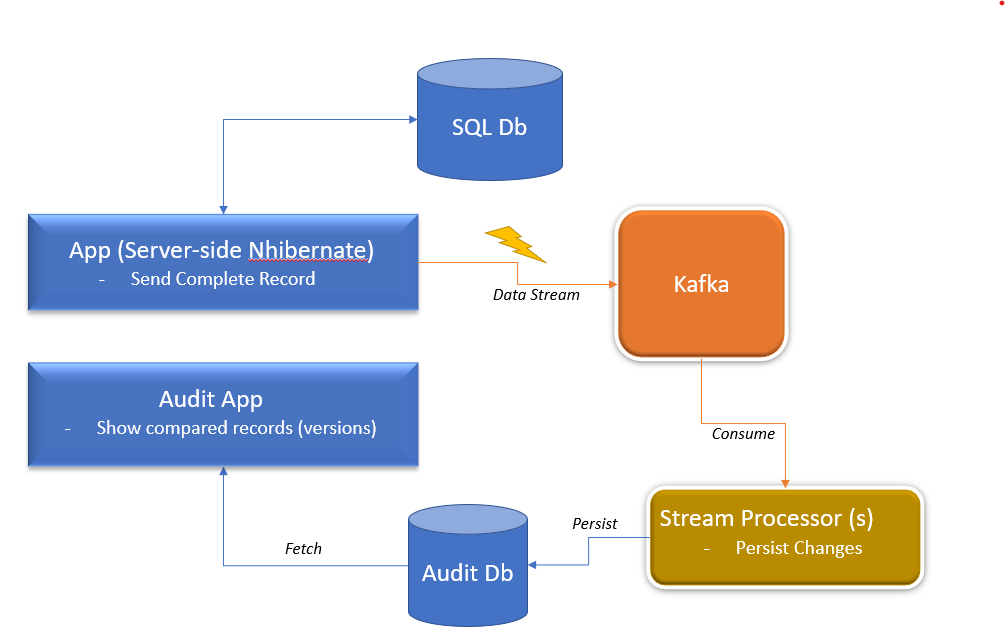 SQL Db
App (Server-side Nhibernate)
- Send Complete Record
Data Stream
Kafka
Audit App
- Show compared records (versions)
Consume
Stream Processor (s)
- Persist Changes
Persist
Fetch
Audit Db